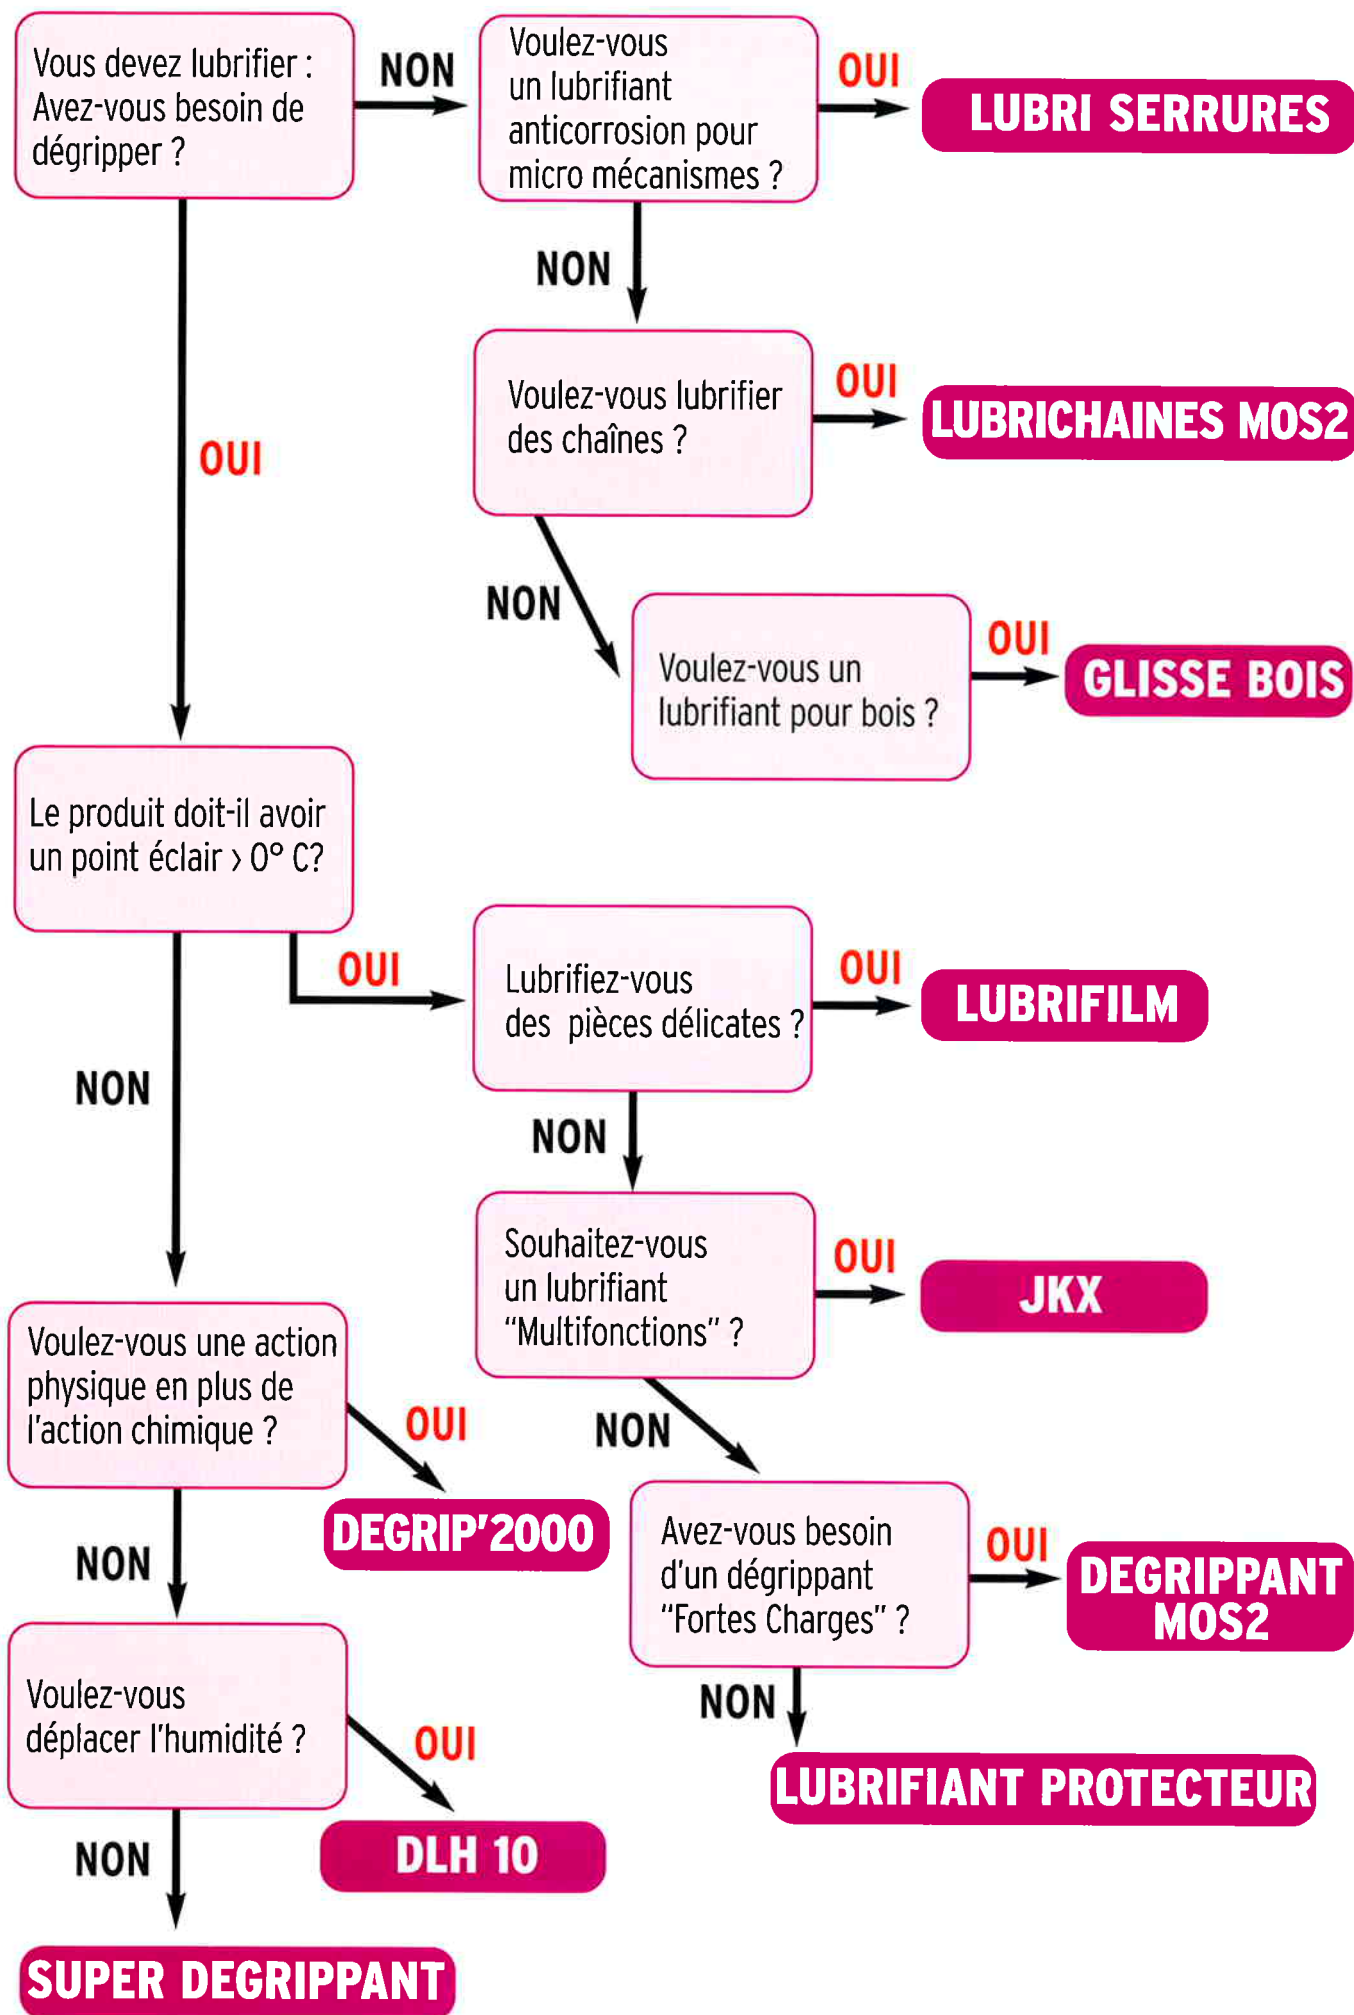 Vous devez lubrifier :
Avez-vous besoin de
dégripper ?
NON
Voulez-vous
un lubrifiant
anticorrosion pour
micro mécanismes ?
OUI
LUBRI SERRURES
NON
Voulez-vous lubrifier
des chaînes ?
OUI
LUBRICHAINES MOS2
OUI
NON
Voulez-vous un
lubrifiant pour bois ?
OUI
GLISSE BOIS
Le produit doit-il avoir
un point éclair › 0° C?
OUI
Lubrifiez-vous
des pièces délicates ?
OUI
LUBRIFILM
NON
NON
Souhaitez-vous
un lubrifiant
“Multifonctions” ?
OUI
JKX
Voulez-vous une action
physique en plus de
l'action chimique ?
OUI
DEGRIP'2000
NON
Avez-vous besoin
d'un dégrippant
“Fortes Charges” ?
OUI
DEGRIPPANT
MOS2
NON
Voulez-vous
déplacer l'humidité ?
OUI
DLH 10
NON
LUBRIFIANT PROTECTEUR
NON
SUPER DEGRIPPANT